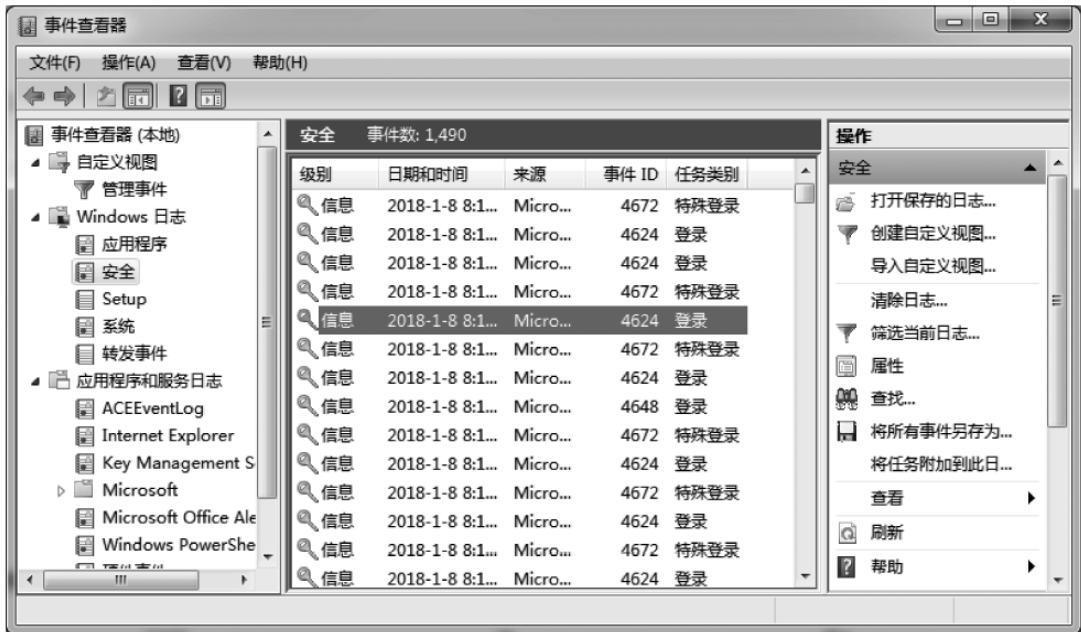 事件查看器
文件(F) 操作(A) 查看(V) 帮助(H)
事件查看器 (本地)
自定义视图
管理事件
Windows 日志
应用程序
安全
Setup
系统
转发事件
应用程序和服务日志
ACEEventLog
Internet Explorer
Key Management S
Microsoft
Microsoft Office Ale
Windows PowerShe
安全 事件数: 1,490
级别 日期和时间 来源 事件 ID 任务类别
信息 2018-1-8 8:1... Micro... 4672 特殊登录
信息 2018-1-8 8:1... Micro... 4624 登录
信息 2018-1-8 8:1... Micro... 4624 登录
信息 2018-1-8 8:1... Micro... 4672 特殊登录
信息 2018-1-8 8:1... Micro... 4624 登录
信息 2018-1-8 8:1... Micro... 4672 特殊登录
信息 2018-1-8 8:1... Micro... 4624 登录
信息 2018-1-8 8:1... Micro... 4648 登录
信息 2018-1-8 8:1... Micro... 4672 特殊登录
信息 2018-1-8 8:1... Micro... 4624 登录
信息 2018-1-8 8:1... Micro... 4672 特殊登录
信息 2018-1-8 8:1... Micro... 4624 登录
信息 2018-1-8 8:1... Micro... 4672 特殊登录
信息 2018-1-8 8:1... Micro... 4624 登录
操作
安全
打开保存的日志...
创建自定义视图...
导入自定义视图...
清除日志...
筛选当前日志...
属性
查找...
将所有事件另存为...
将任务附加到此日...
查看
刷新
帮助